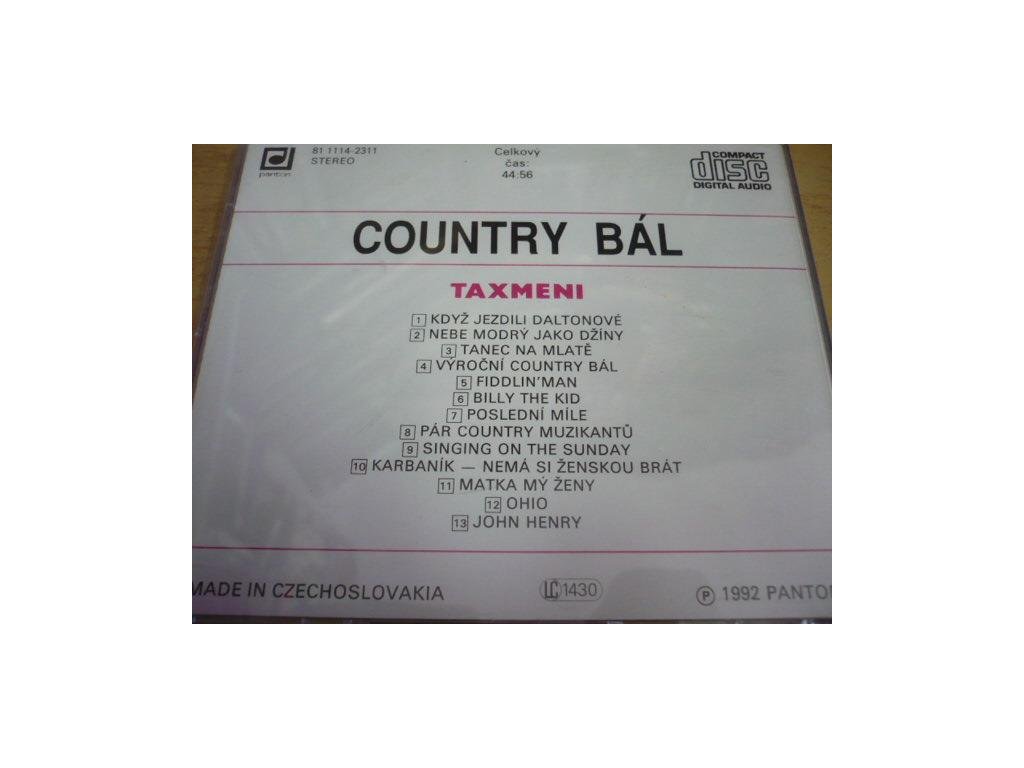 panton
81 1114-2311
STEREO
Celkový
čas:
44:56
COMPACT
disc
DIGITAL AUDIO
COUNTRY BÁL
TAXMENI
1 KDYŽ JEZDILI DALTONOVÉ
2 NEBE MODRÝ JAKO DŽÍNY
3 TANEC NA MLATĚ
4 VÝROČNÍ COUNTRY BÁL
5 FIDDLIN'MAN
6 BILLY THE KID
7 POSLEDNÍ MÍLE
8 PÁR COUNTRY MUZIKANTŮ
9 SINGING ON THE SUNDAY
10 KARBANÍK — NEMÁ SI ŽENSKOU BRÁT
11 MATKA MÝ ŽENY
12 OHIO
13 JOHN HENRY
MADE IN CZECHOSLOVAKIA
LC 1430
Ⓟ 1992 PANTON